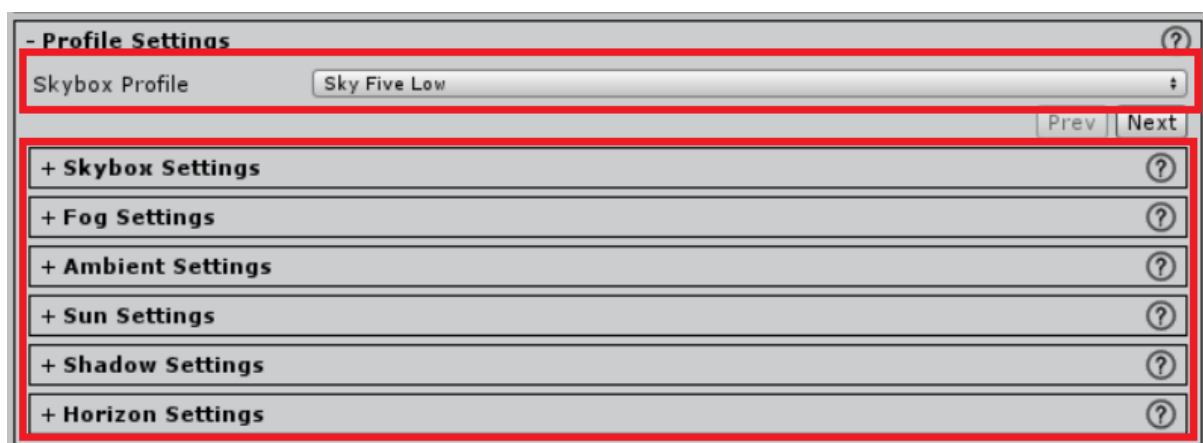 - Profile Settings ?
Skybox Profile Sky Five Low
Prev Next
+ Skybox Settings ?
+ Fog Settings ?
+ Ambient Settings ?
+ Sun Settings ?
+ Shadow Settings ?
+ Horizon Settings ?